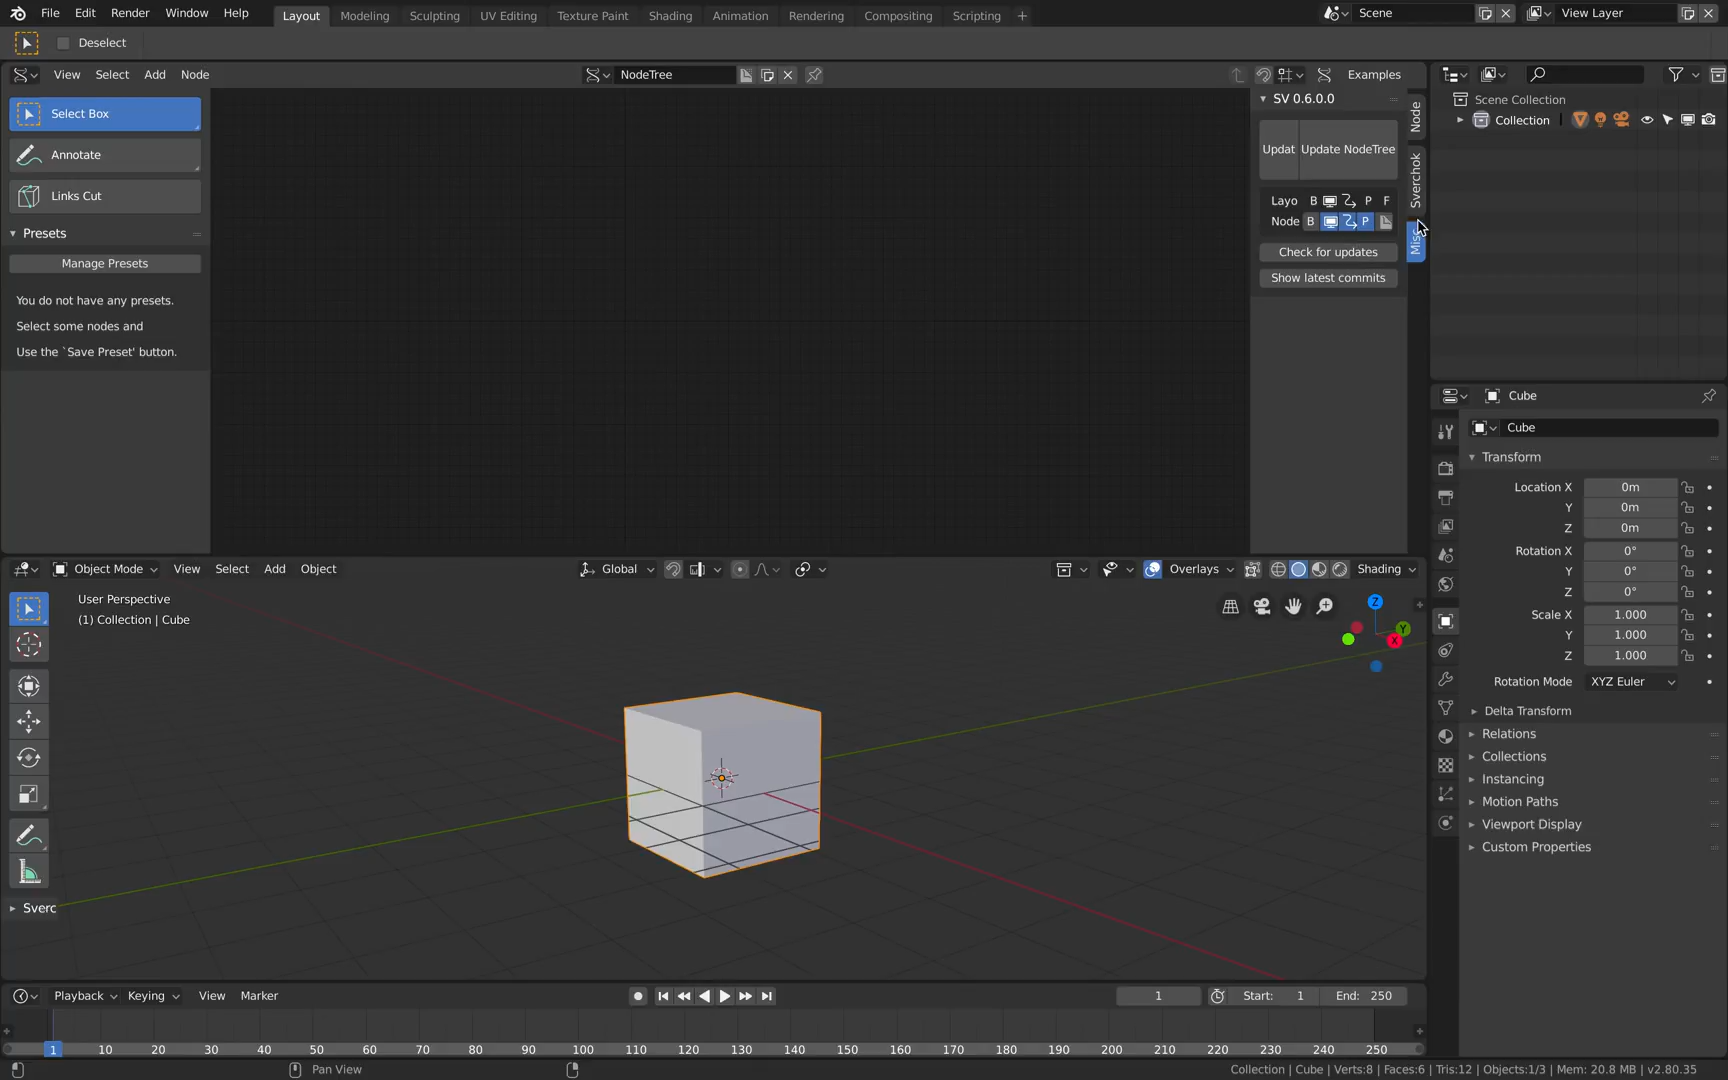 File Edit Render Window Help Layout Modeling Sculpting UV Editing Texture Paint Shading Animation Rendering Compositing Scripting + Scene View Layer
Deselect
View Select Add Node NodeTree Examples
Select Box
Annotate
Links Cut
Presets
Manage Presets
You do not have any presets.
Select some nodes and
Use the `Save Preset' button.
SV 0.6.0.0
Updat Update NodeTree
Layo B P F
Node B P
Check for updates
Show latest commits
Node
Sverchok
Misc
Scene Collection
Collection
Cube
Cube
Transform
Location X 0m
Y 0m
Z 0m
Rotation X 0°
Y 0°
Z 0°
Scale X 1.000
Y 1.000
Z 1.000
Rotation Mode XYZ Euler
Delta Transform
Relations
Collections
Instancing
Motion Paths
Viewport Display
Custom Properties
Object Mode View Select Add Object Global Overlays Shading
User Perspective
(1) Collection | Cube
Z
Y
X
Sverc
Playback Keying View Marker 1 Start: 1 End: 250
1 10 20 30 40 50 60 70 80 90 100 110 120 130 140 150 160 170 180 190 200 210 220 230 240 250
Pan View
Collection | Cube | Verts:8 | Faces:6 | Tris:12 | Objects:1/3 | Mem: 20.8 MB | v2.80.35